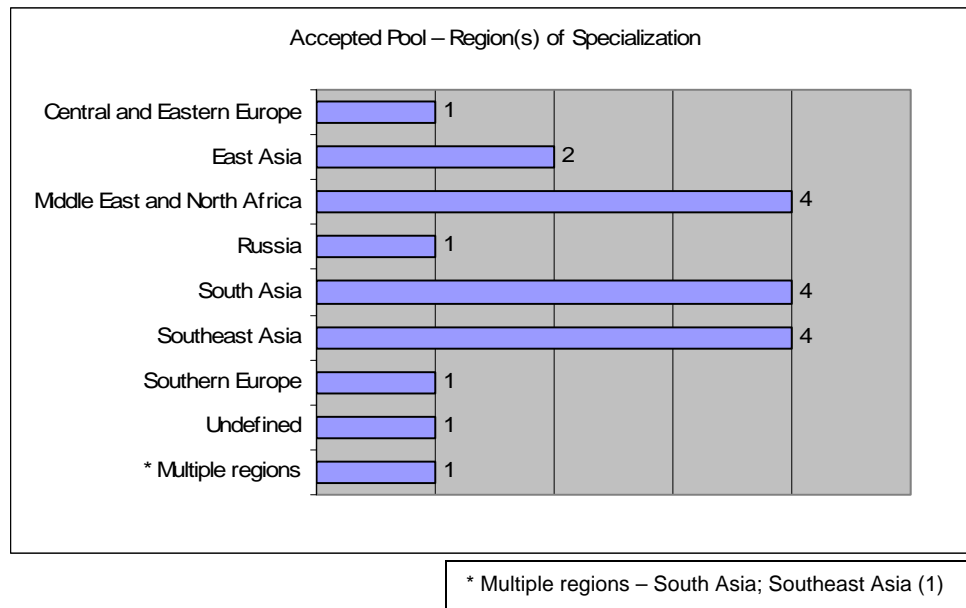 Accepted Pool – Region(s) of Specialization
Central and Eastern Europe 1
East Asia 2
Middle East and North Africa 4
Russia 1
South Asia 4
Southeast Asia 4
Southern Europe 1
Undefined 1
* Multiple regions 1
* Multiple regions – South Asia; Southeast Asia (1)